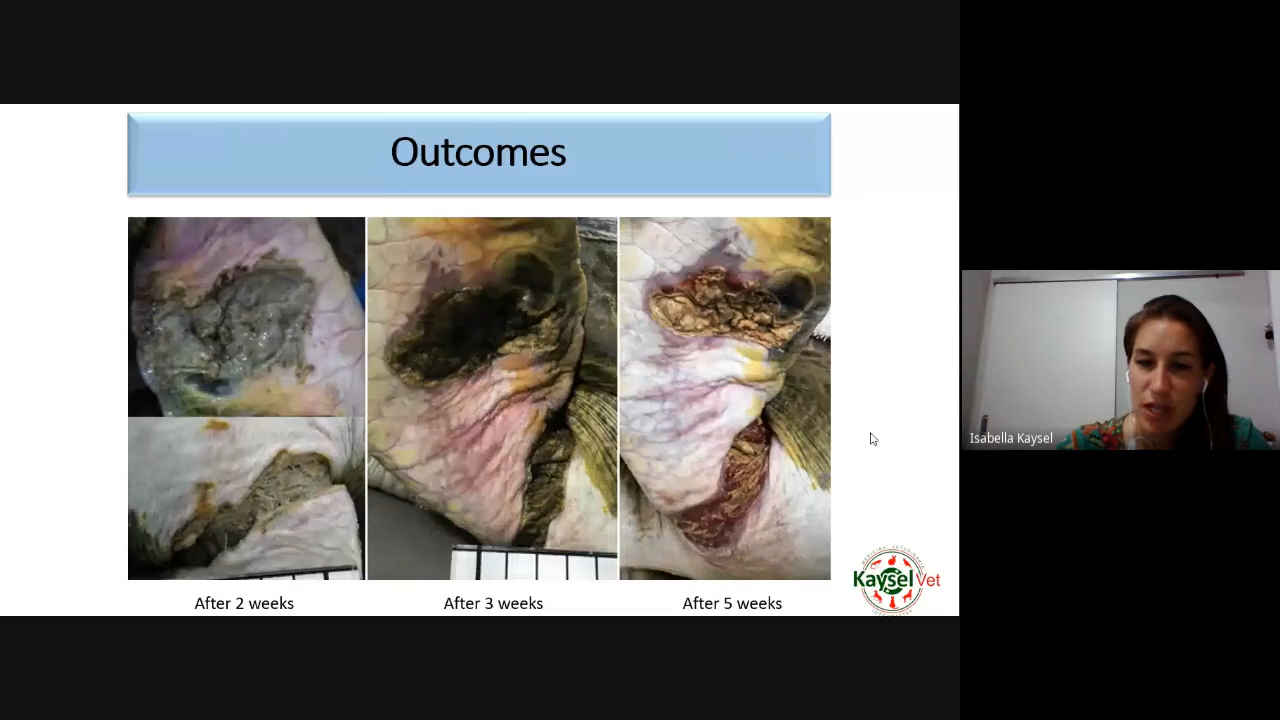 Outcomes
After 2 weeks
After 3 weeks
After 5 weeks
Kaysel Vet
Isabella Kaysel